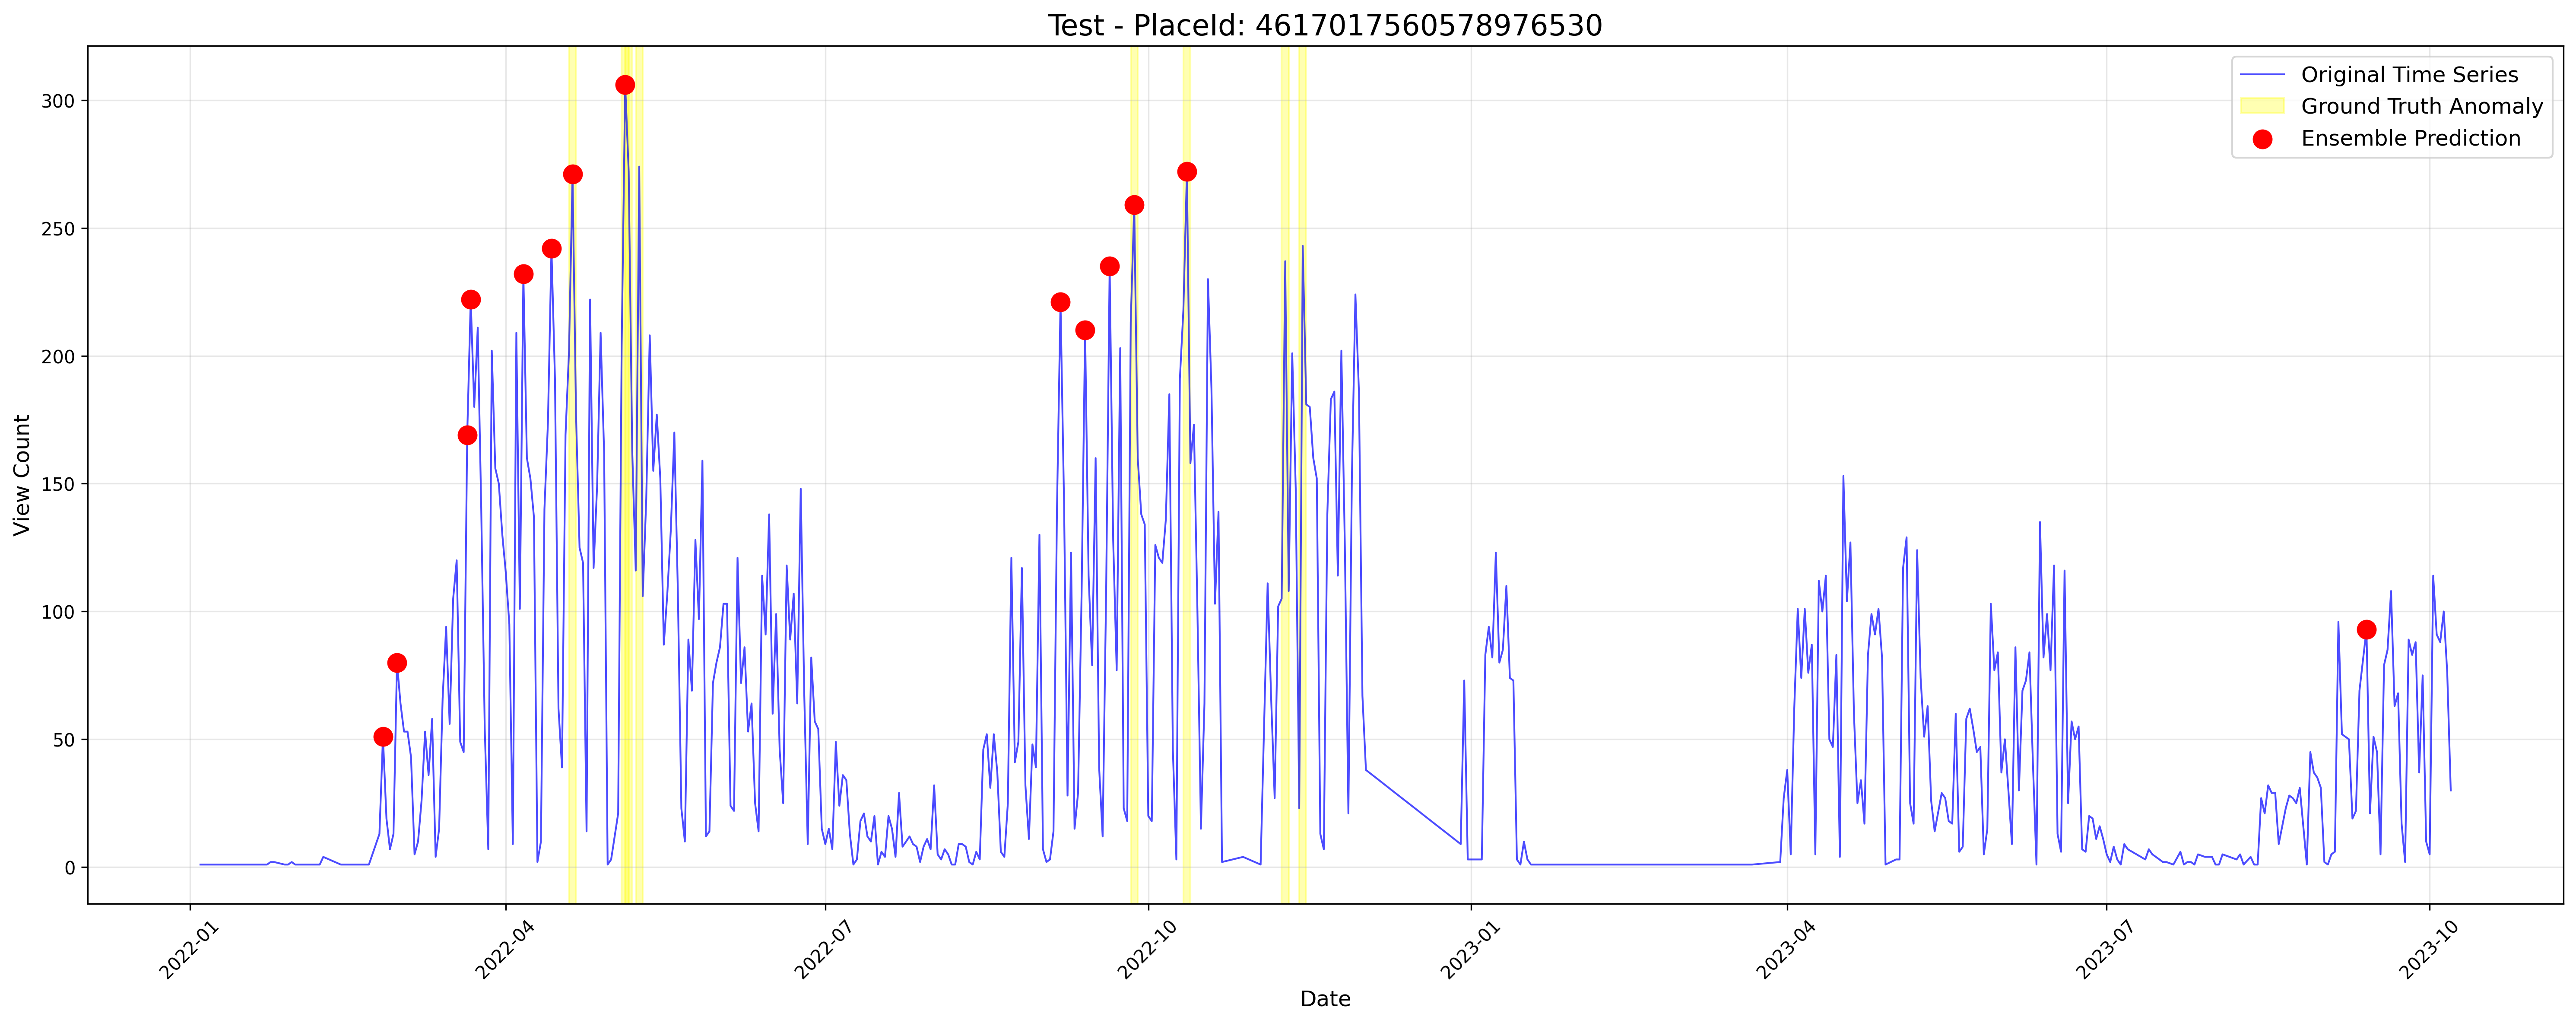 Test - PlaceId: 4617017560578976530
Original Time Series
Ground Truth Anomaly
Ensemble Prediction
View Count
300
250
200
150
100
50
0
2022-01
2022-04
2022-07
2022-10
2023-01
2023-04
2023-07
2023-10
Date